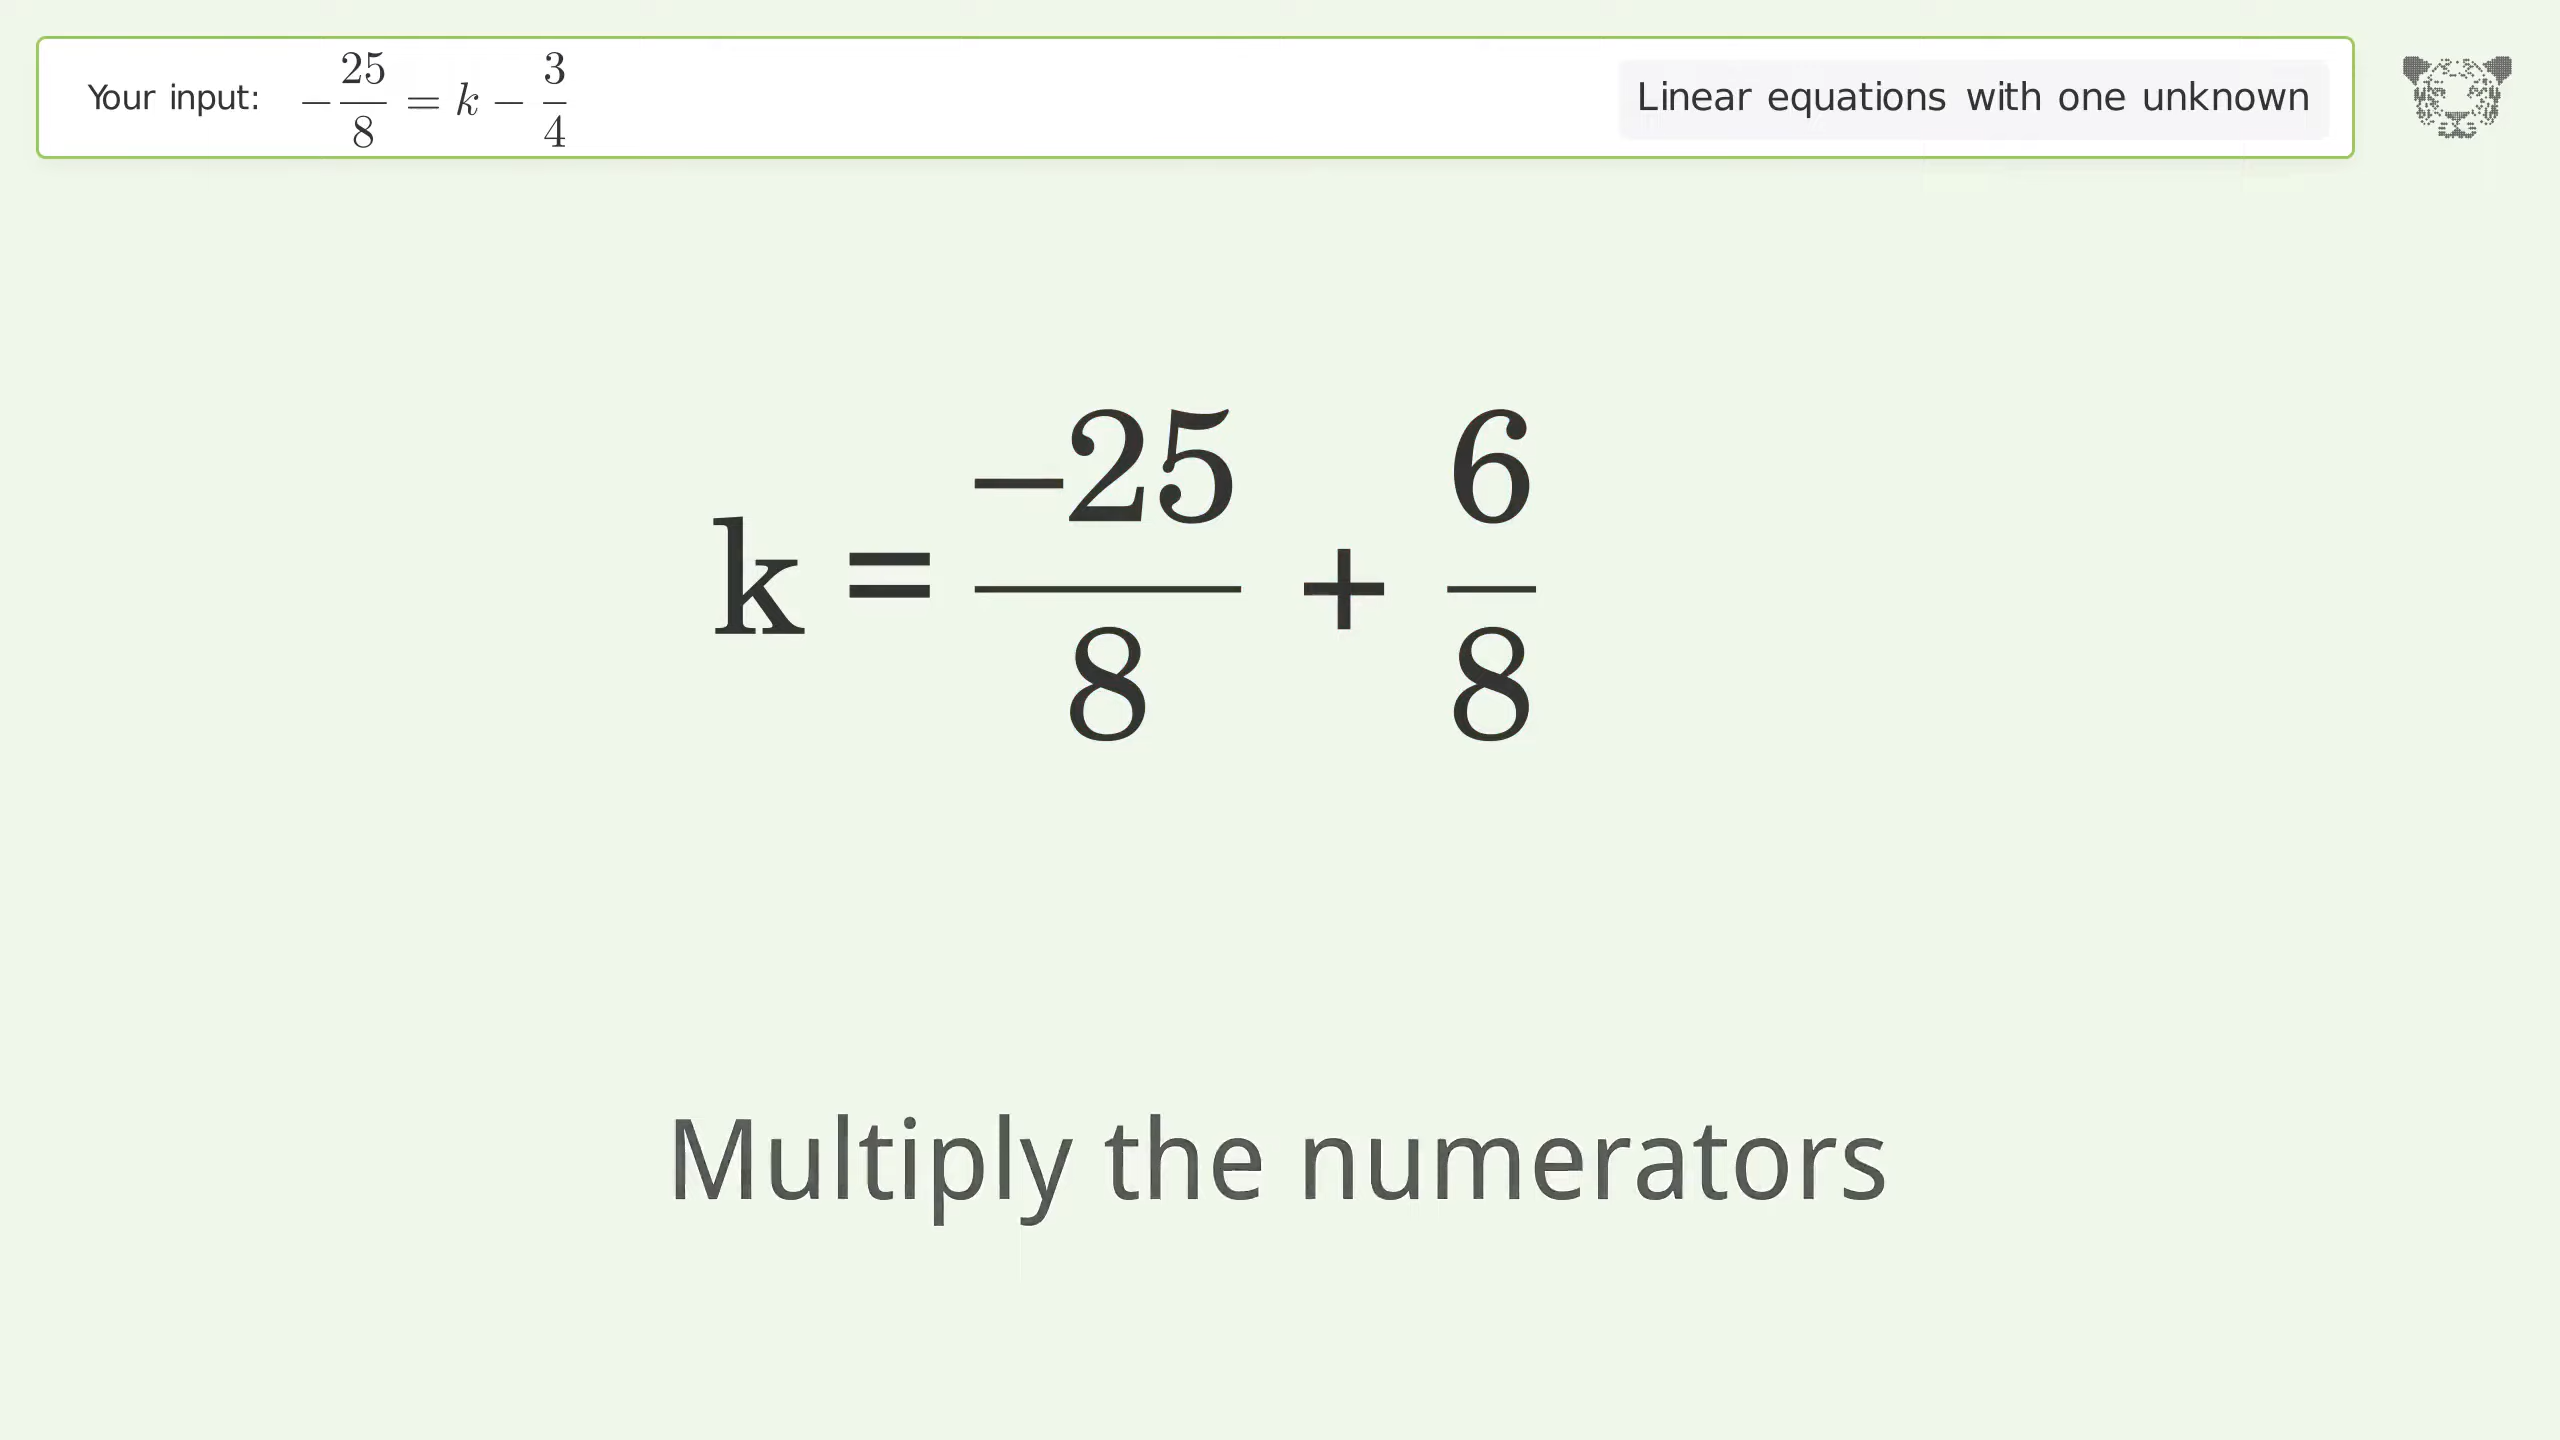 Your input: −25/8 = k − 3/4
Linear equations with one unknown
k = −25/8 + 6/8
Multiply the numerators